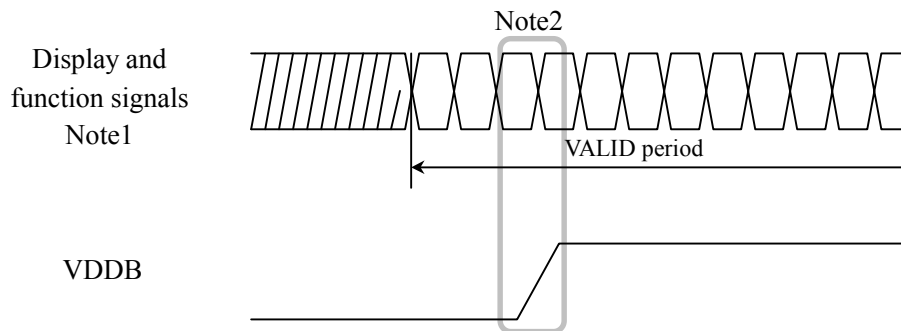 Note2
Display and
function signals
Note1
VALID period
VDDB